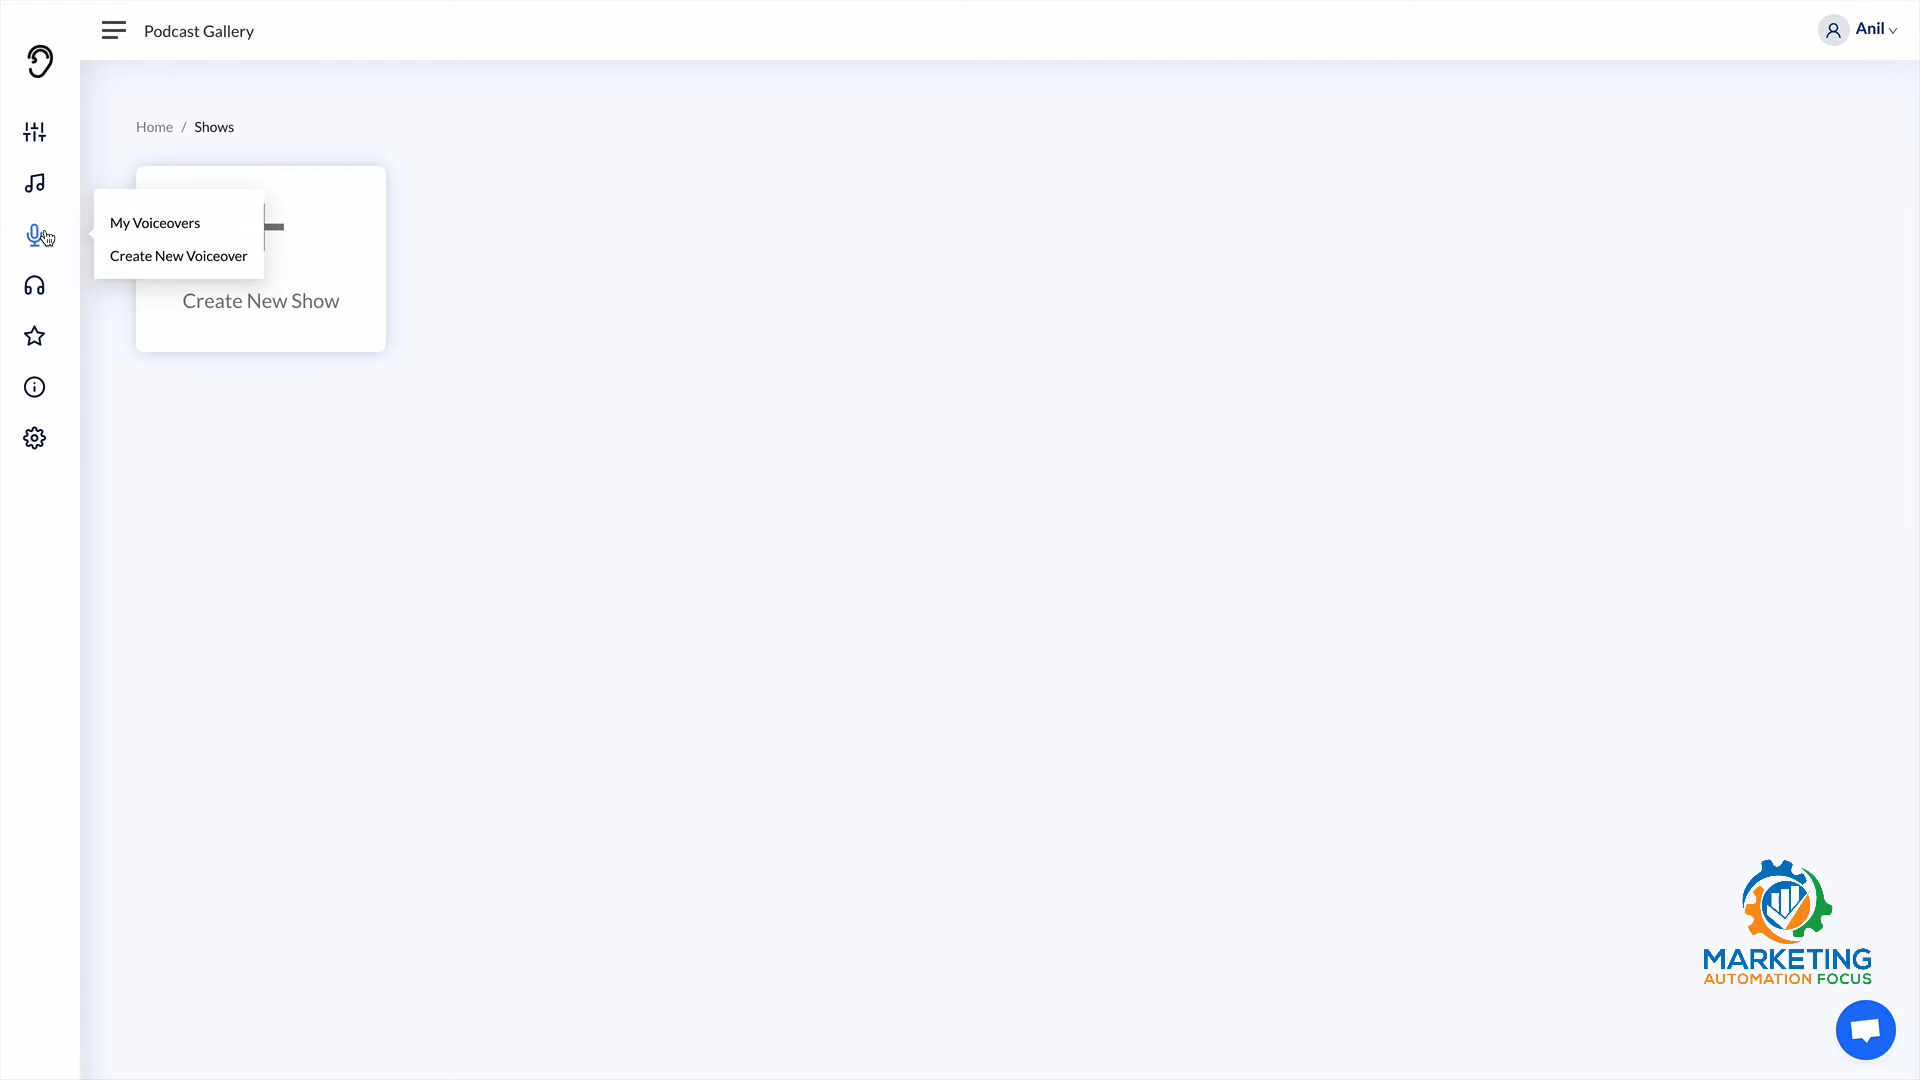 Podcast Gallery
Anil
Home / Shows
My Voiceovers
Create New Voiceover
Create New Show
MARKETING
AUTOMATION FOCUS